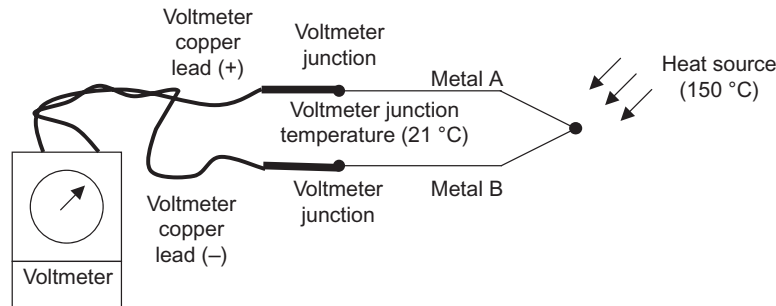 Voltmeter
copper
lead (+)
Voltmeter
junction
Metal A
Heat source
(150 °C)
Voltmeter junction
temperature (21 °C)
Metal B
Voltmeter
junction
Voltmeter
copper
lead (–)
Voltmeter